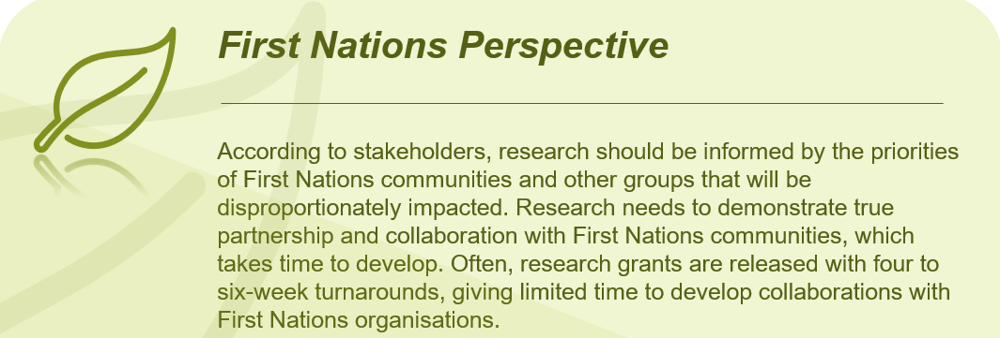 First Nations Perspective
According to stakeholders, research should be informed by the priorities
of First Nations communities and other groups that will be
disproportionately impacted. Research needs to demonstrate true
partnership and collaboration with First Nations communities, which
takes time to develop. Often, research grants are released with four to
six-week turnarounds, giving limited time to develop collaborations with
First Nations organisations.